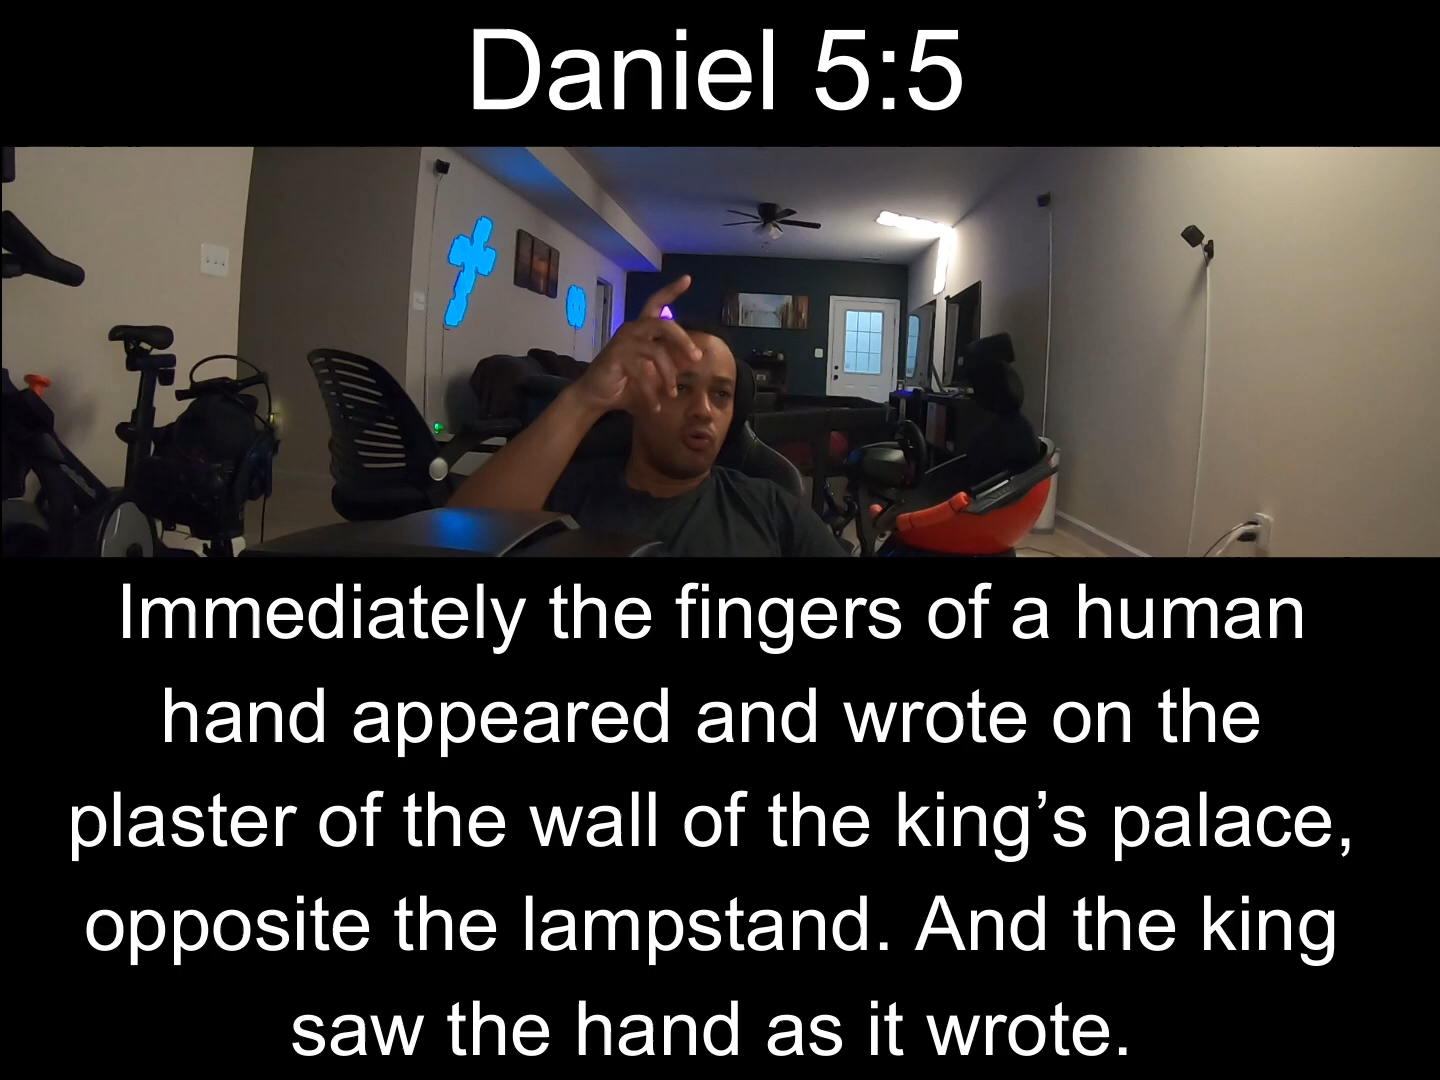 Daniel 5:5
Immediately the fingers of a human
hand appeared and wrote on the
plaster of the wall of the king’s palace,
opposite the lampstand. And the king
saw the hand as it wrote.